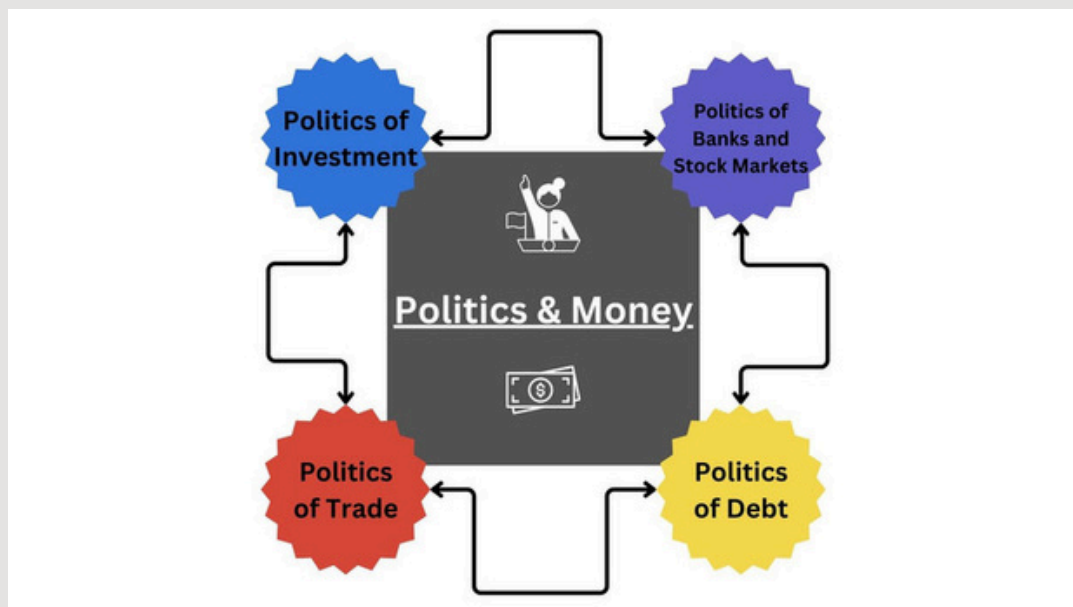 Politics of
Investment
Politics of
Banks and
Stock Markets
Politics & Money
$
Politics
of Trade
Politics
of Debt